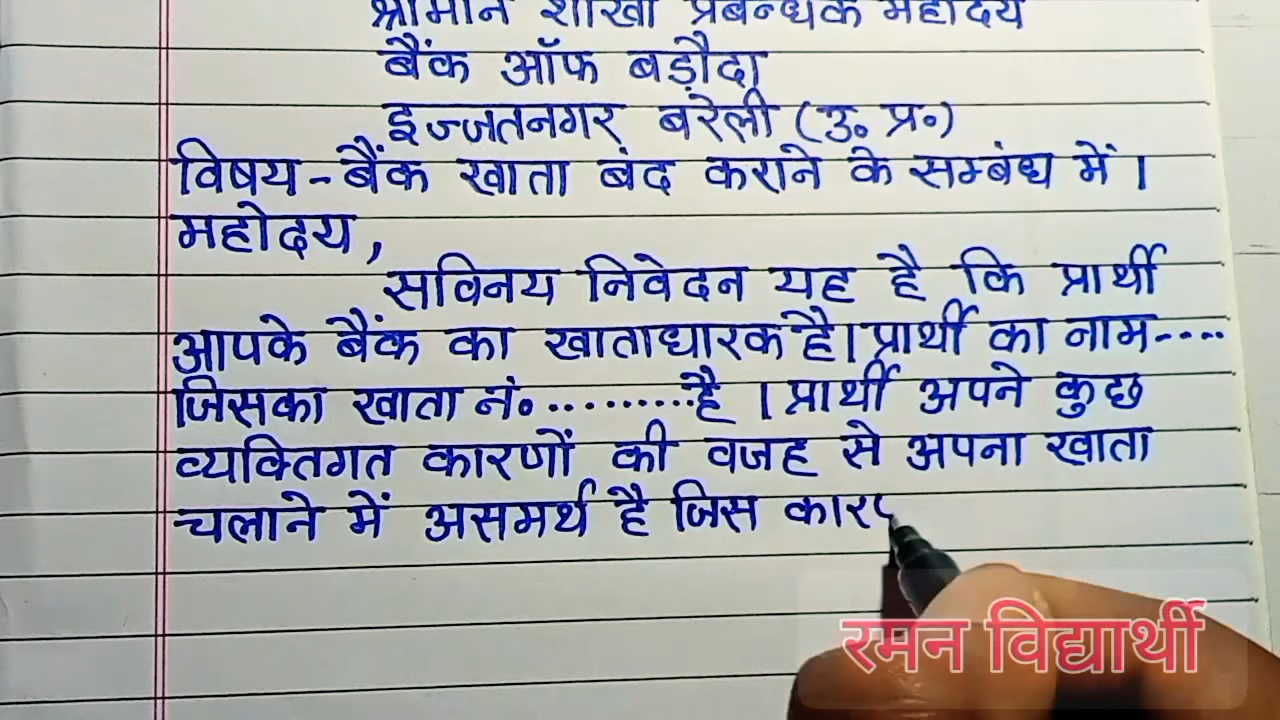 श्रीमान शाखा प्रबन्धक महोदय
बैंक ऑफ बड़ौदा
इज्जतनगर बरेली (उ॰ प्र॰)
विषय-बैंक खाता बंद कराने के सम्बंध में।
महोदय,
सविनय निवेदन यह है कि प्रार्थी
आपके बैंक का खाताधारक है। प्रार्थी का नाम----
जिसका खाता नं॰.........है । प्रार्थी अपने कुछ
व्यक्तिगत कारणों की वजह से अपना खाता
चलाने में असमर्थ है जिस कार
रमन विद्यार्थी